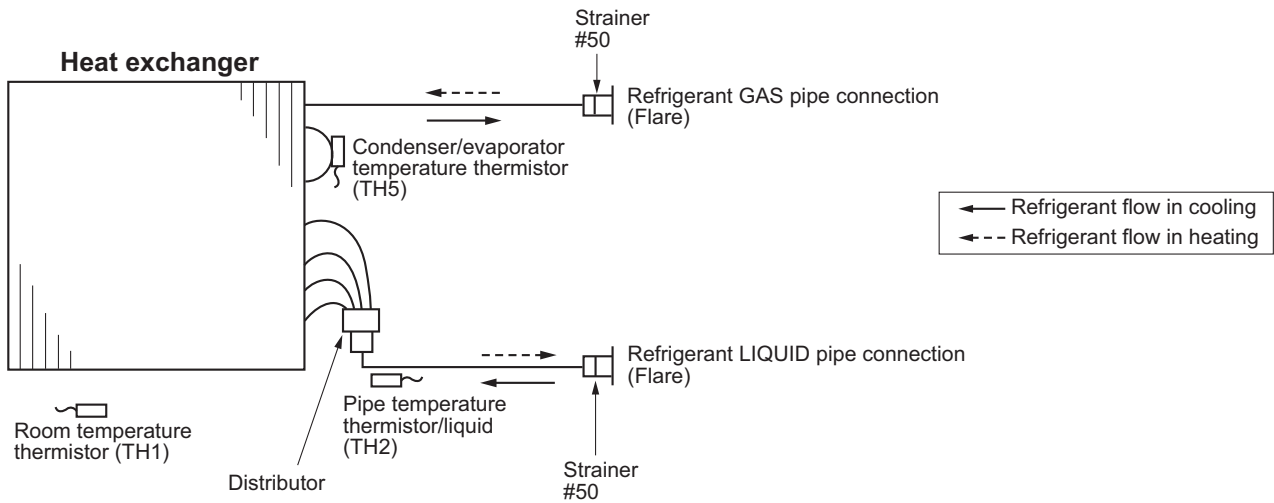 Strainer
#50
Heat exchanger
Refrigerant GAS pipe connection
(Flare)
Condenser/evaporator
temperature thermistor
(TH5)
Refrigerant flow in cooling
Refrigerant flow in heating
Refrigerant LIQUID pipe connection
(Flare)
Pipe temperature
thermistor/liquid
(TH2)
Room temperature
thermistor (TH1)
Distributor
Strainer
#50